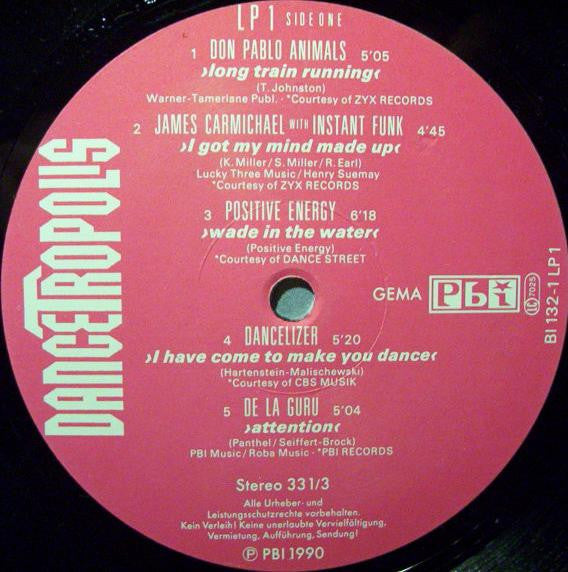 LP 1 SIDE ONE
1 DON PABLO ANIMALS 5'05
›long train running‹
(T. Johnston)
Warner-Tamerlane Publ. · *Courtesy of ZYX RECORDS
2 JAMES CARMICHAEL WITH INSTANT FUNK 4'45
›I got my mind made up‹
(K. Miller/S. Miller/R. Earl)
Lucky Three Music/Henry Suemay
*Courtesy of ZYX RECORDS
3 POSITIVE ENERGY 6'18
›wade in the water‹
(Positive Energy)
*Courtesy of DANCE STREET
DANCETROPOLIS
GEMA Pbi LC 7025
BI 132-1 LP1
4 DANCELIZER 5'20
›I have come to make you dance‹
(Hartenstein-Malischewski)
*Courtesy of CBS MUSIK
5 DE LA GURU 5'04
›attention‹
(Panthel/Seiffert-Brock)
PBI Music/Roba Music · *PBI RECORDS
Stereo 33 1/3
Alle Urheber- und
Leistungsschutzrechte vorbehalten.
Kein Verleih! Keine unerlaubte Vervielfältigung,
Vermietung, Aufführung, Sendung!
Ⓟ PBI 1990